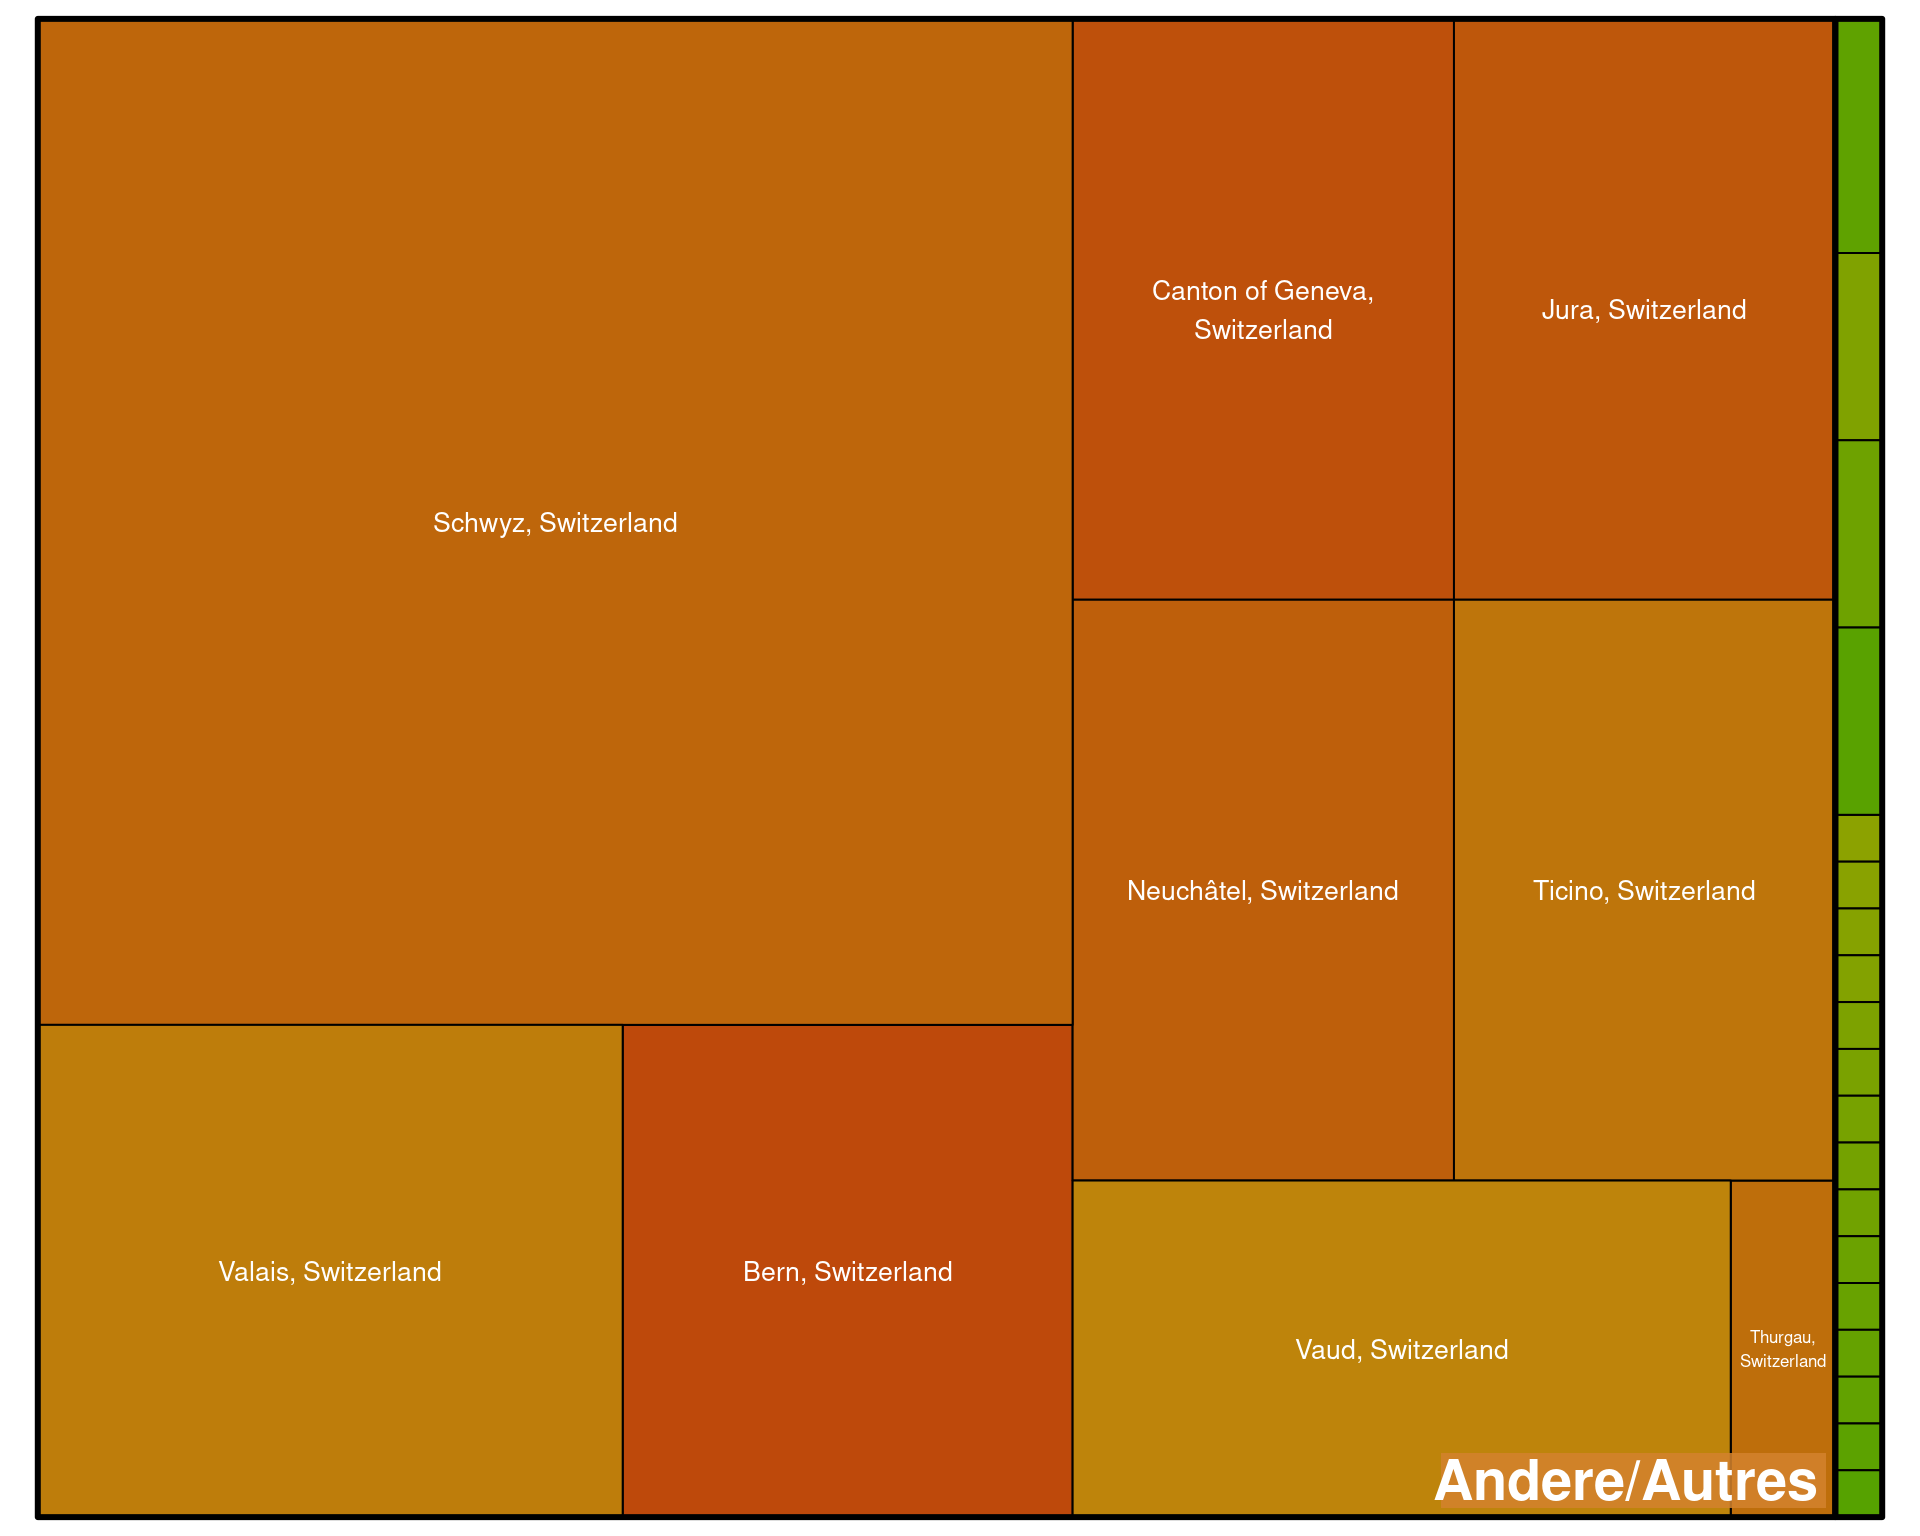 Schwyz, Switzerland
Canton of Geneva,
Switzerland
Jura, Switzerland
Neuchâtel, Switzerland
Ticino, Switzerland
Valais, Switzerland
Bern, Switzerland
Vaud, Switzerland
Thurgau,
Switzerland
Andere/Autres